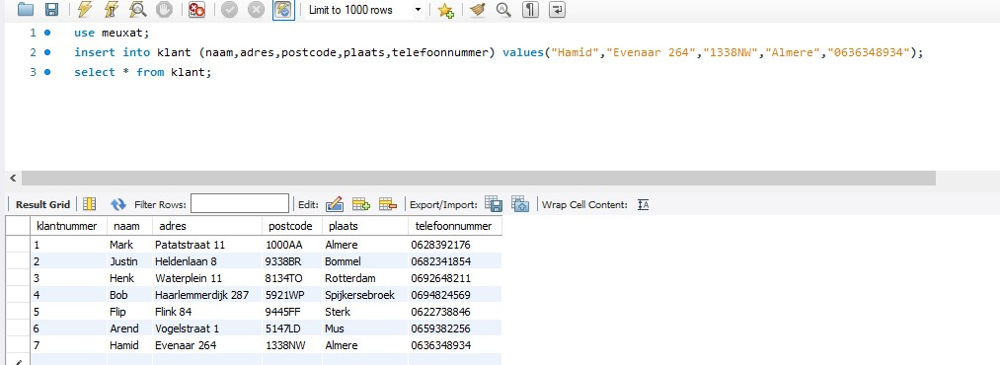 Limit to 1000 rows
1 use meuxat;
2 insert into klant (naam,adres,postcode,plaats,telefoonnummer) values("Hamid","Evenaar 264","1338NW","Almere","0636348934");
3 select * from klant;
Result Grid Filter Rows: Edit: Export/Import: Wrap Cell Content: IA
klantnummer naam adres postcode plaats telefoonnummer
1 Mark Patatstraat 11 1000AA Almere 0628392176
2 Justin Heldenlaan 8 9338BR Bommel 0682341854
3 Henk Waterplein 11 8134TO Rotterdam 0692648211
4 Bob Haarlemmerdijk 287 5921WP Spijkersebroek 0694824569
5 Flip Flink 84 9445FF Sterk 0622738846
6 Arend Vogelstraat 1 5147LD Mus 0659382256
7 Hamid Evenaar 264 1338NW Almere 0636348934